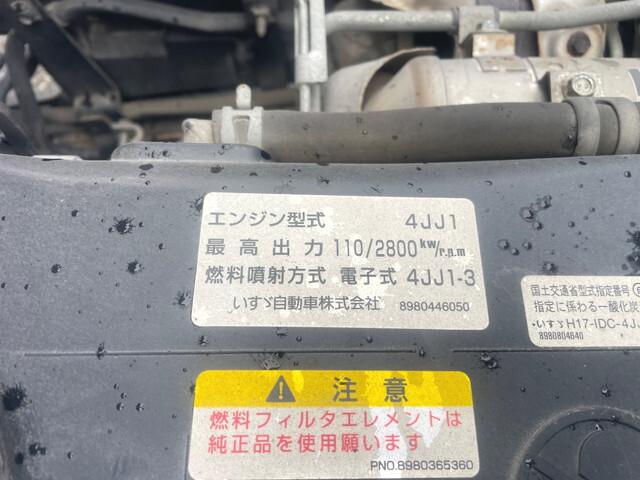 エンジン型式 4JJ1
最高出力 110/2800kw/r.p.m
燃料噴射方式 電子式 4JJ1-3
いすゞ自動車株式会社 8980446050
国土交通省型式指定番号
指定に係わる一酸化炭
・いすゞH17-IDC-4JJ
8980804640
注意
燃料フィルタエレメントは
純正品を使用願います
PNO.8980365360